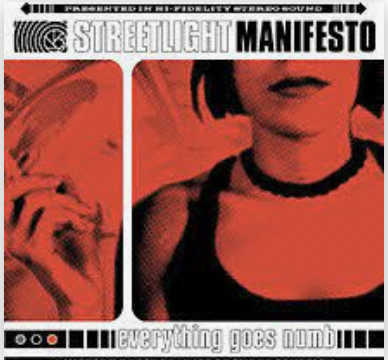 PRESENTED IN HI-FIDELITY STEREO SOUND
STREETLIGHT MANIFESTO
everything goes numb